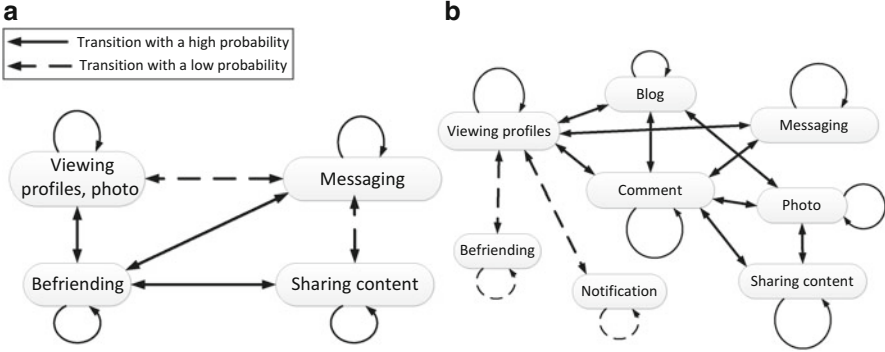 a
Transition with a high probability
Transition with a low probability
Viewing
profiles, photo
Messaging
Befriending
Sharing content
b
Blog
Viewing profiles
Messaging
Comment
Photo
Befriending
Notification
Sharing content